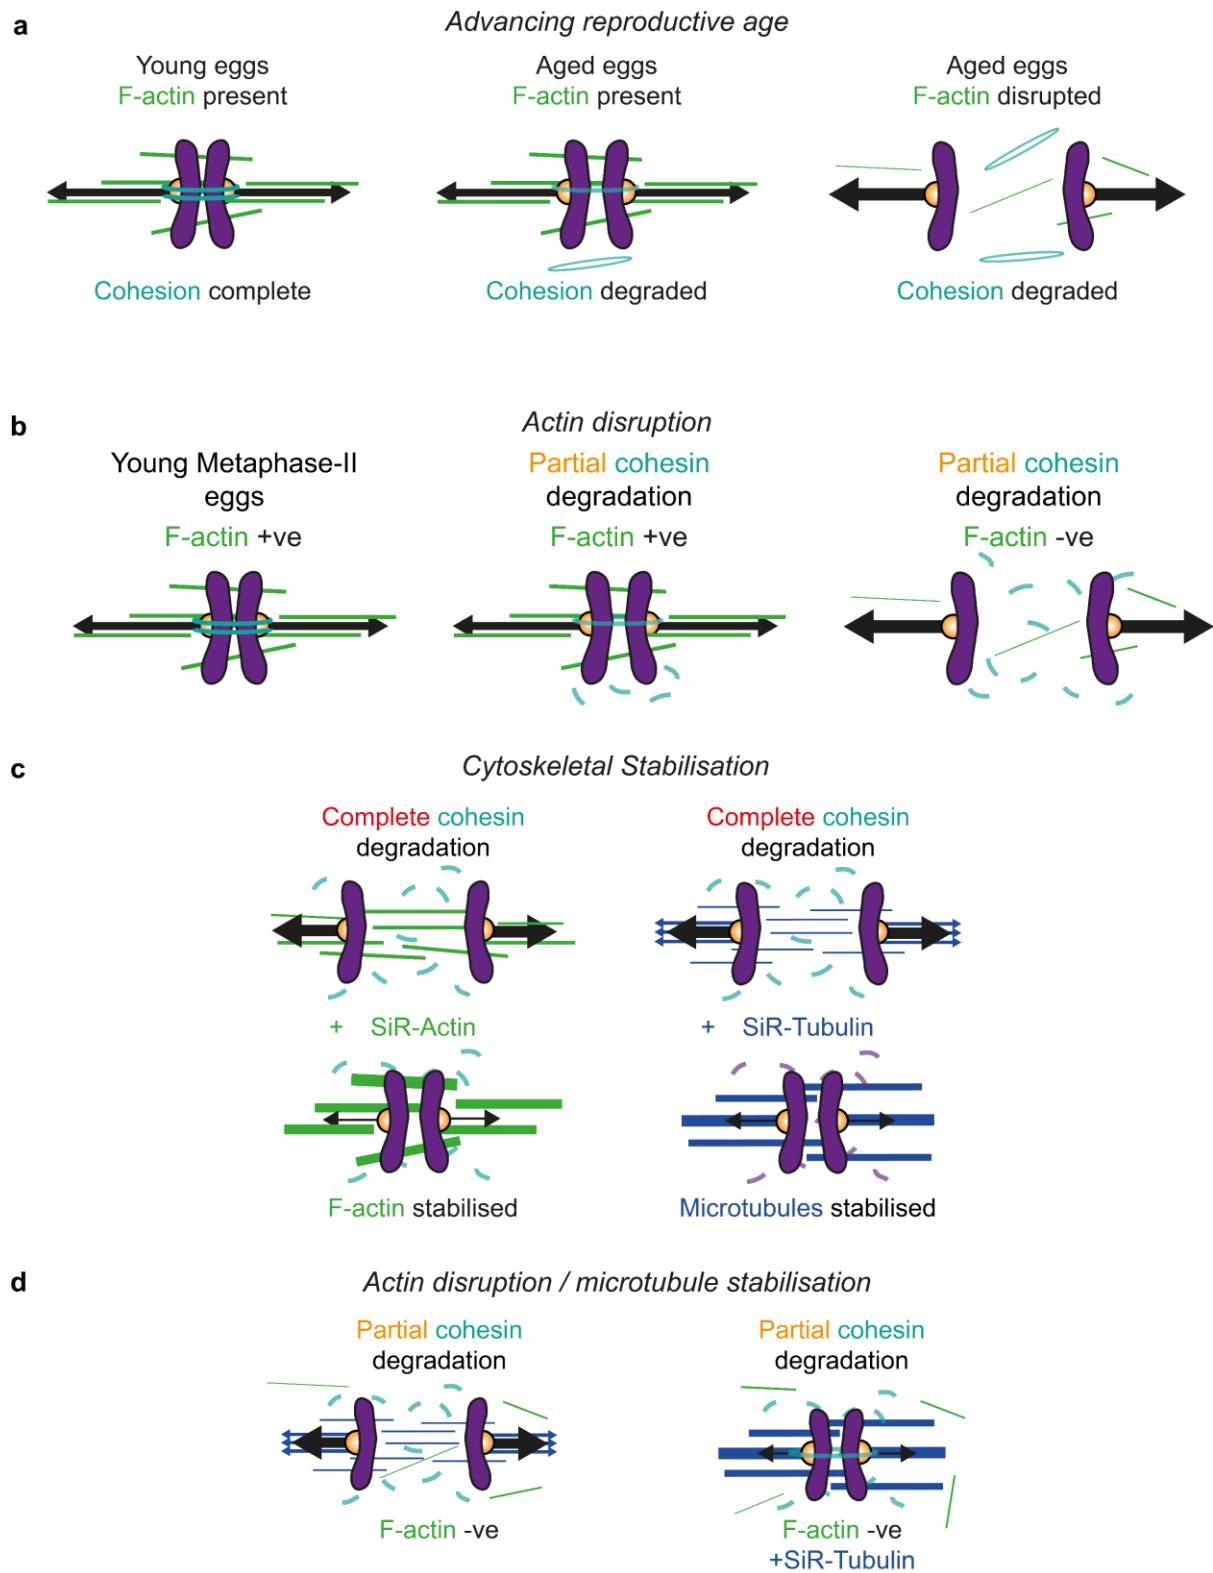 a
Advancing reproductive age
Young eggs
F-actin present
Aged eggs
F-actin present
Aged eggs
F-actin disrupted
Cohesion complete
Cohesion degraded
Cohesion degraded
b
Actin disruption
Young Metaphase-II
eggs
F-actin +ve
Partial cohesin
degradation
F-actin +ve
Partial cohesin
degradation
F-actin -ve
c
Cytoskeletal Stabilisation
Complete cohesin
degradation
Complete cohesin
degradation
+ SiR-Actin
+ SiR-Tubulin
F-actin stabilised
Microtubules stabilised
d
Actin disruption / microtubule stabilisation
Partial cohesin
degradation
Partial cohesin
degradation
F-actin -ve
F-actin -ve
+SiR-Tubulin